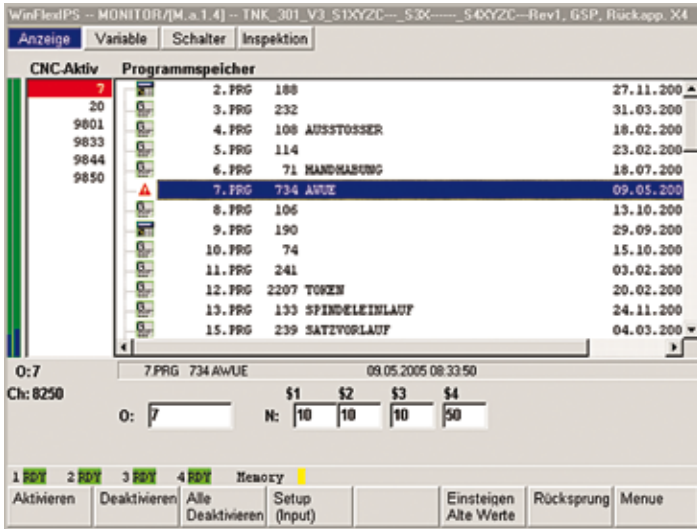 WinFlexIPS -- MONITOR/[M.a.1.4] -- TNK_301_V3_S1XYZC---_S3X------_S4XYZC---Rev1, GSP, Rückapp. X4
Anzeige Variable Schalter Inspektion
CNC-Aktiv Programmspeicher
7
20
9801
9833
9844
9850
2.PRG 188 27.11.200
3.PRG 232 31.03.200
4.PRG 108 AUSSTOSSER 18.02.200
5.PRG 114 23.02.200
6.PRG 71 HANDHABUNG 18.07.200
7.PRG 734 AWUE 09.05.200
8.PRG 106 13.10.200
9.PRG 190 29.09.200
10.PRG 74 15.10.200
11.PRG 241 03.02.200
12.PRG 2207 TOKEN 20.02.200
13.PRG 133 SPINDELEINLAUF 24.11.200
15.PRG 239 SATZVORLAUF 04.03.200
O:7 7.PRG 734 AWUE 09.05.2005 08:33:50
Ch: 8250
$1 $2 $3 $4
O: 7 N: 10 10 10 50
1 RDY 2 RDY 3 RDY 4 RDY Memory
Aktivieren Deaktivieren Alle Deaktivieren Setup (Input) Einsteigen Alte Werte Rücksprung Menue